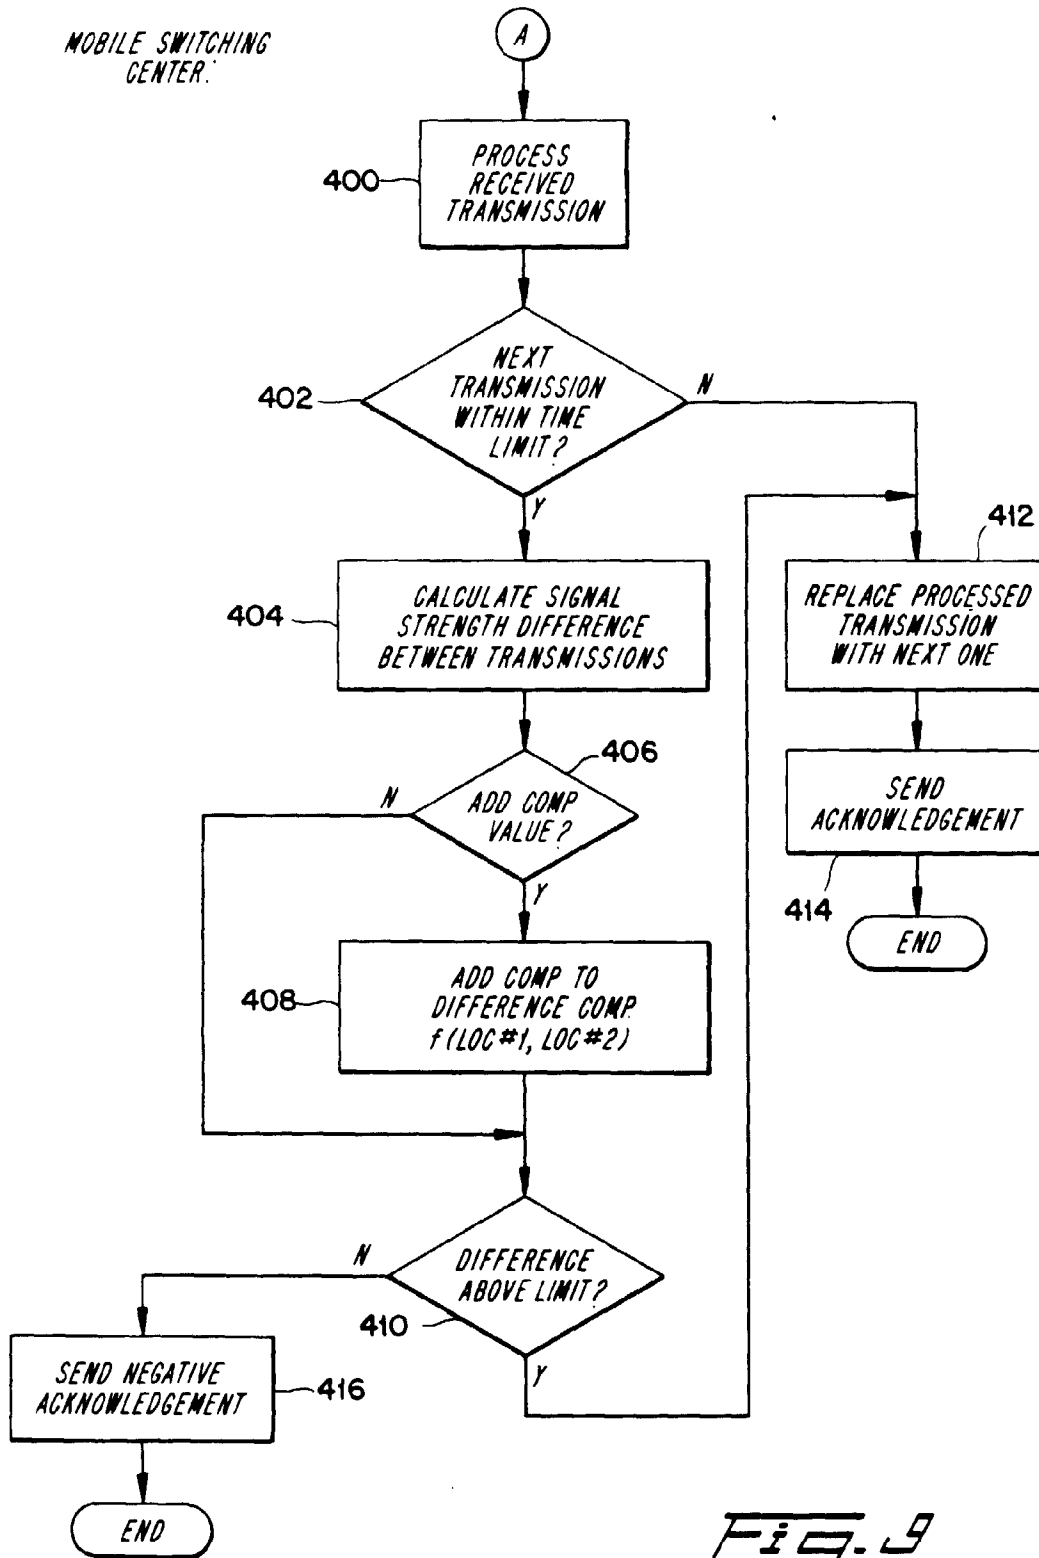 MOBILE SWITCHING
CENTER:
A
400
PROCESS
RECEIVED
TRANSMISSION
402
NEXT
TRANSMISSION
WITHIN TIME
LIMIT?
N
Y
412
404
CALCULATE SIGNAL
STRENGTH DIFFERENCE
BETWEEN TRANSMISSIONS
REPLACE PROCESSED
TRANSMISSION
WITH NEXT ONE
406
N
ADD COMP
VALUE?
Y
SEND
ACKNOWLEDGEMENT
414
END
408
ADD COMP TO
DIFFERENCE COMP.
f(LOC #1, LOC #2)
N
DIFFERENCE
ABOVE LIMIT?
410
Y
SEND NEGATIVE
ACKNOWLEDGEMENT
416
END
Fig. 9